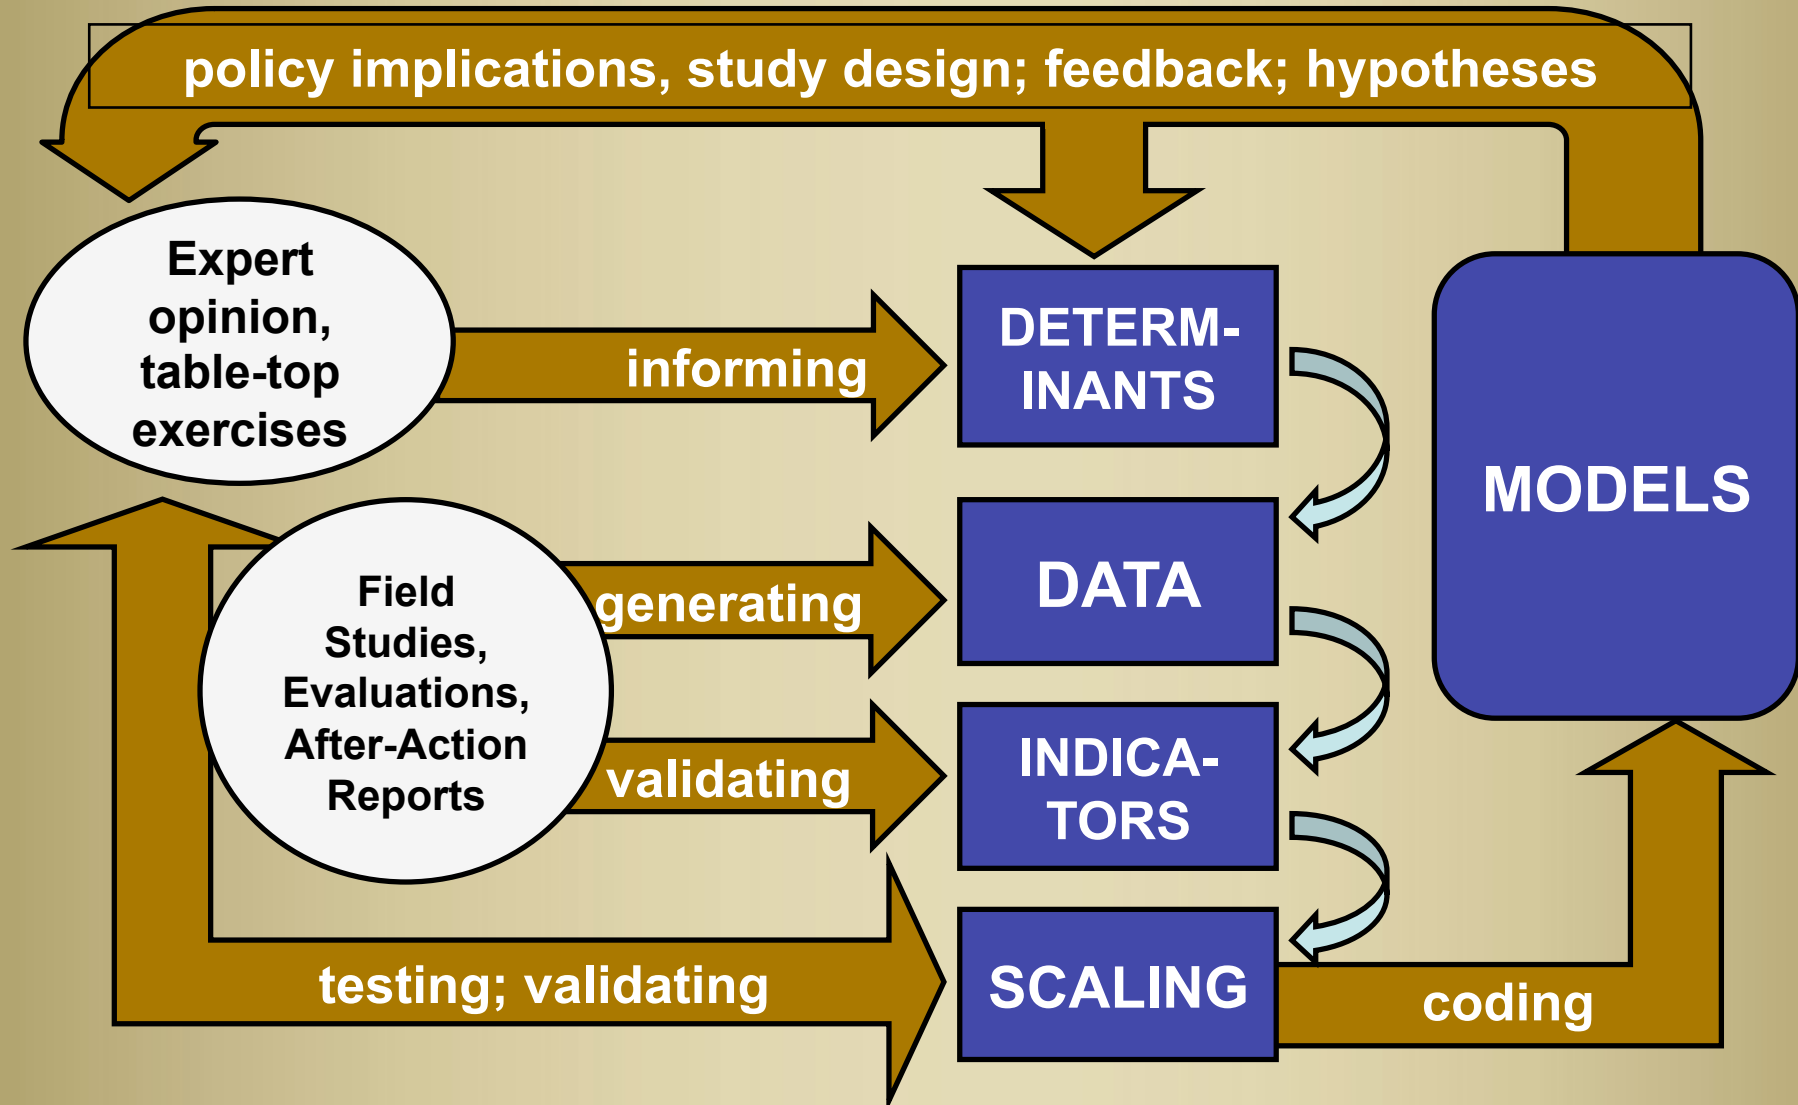 policy implications, study design; feedback; hypotheses
Expert
opinion,
table-top
exercises
informing
DETERM-
INANTS
MODELS
Field
Studies,
Evaluations,
After-Action
Reports
generating
DATA
validating
INDICA-
TORS
testing; validating
SCALING
coding